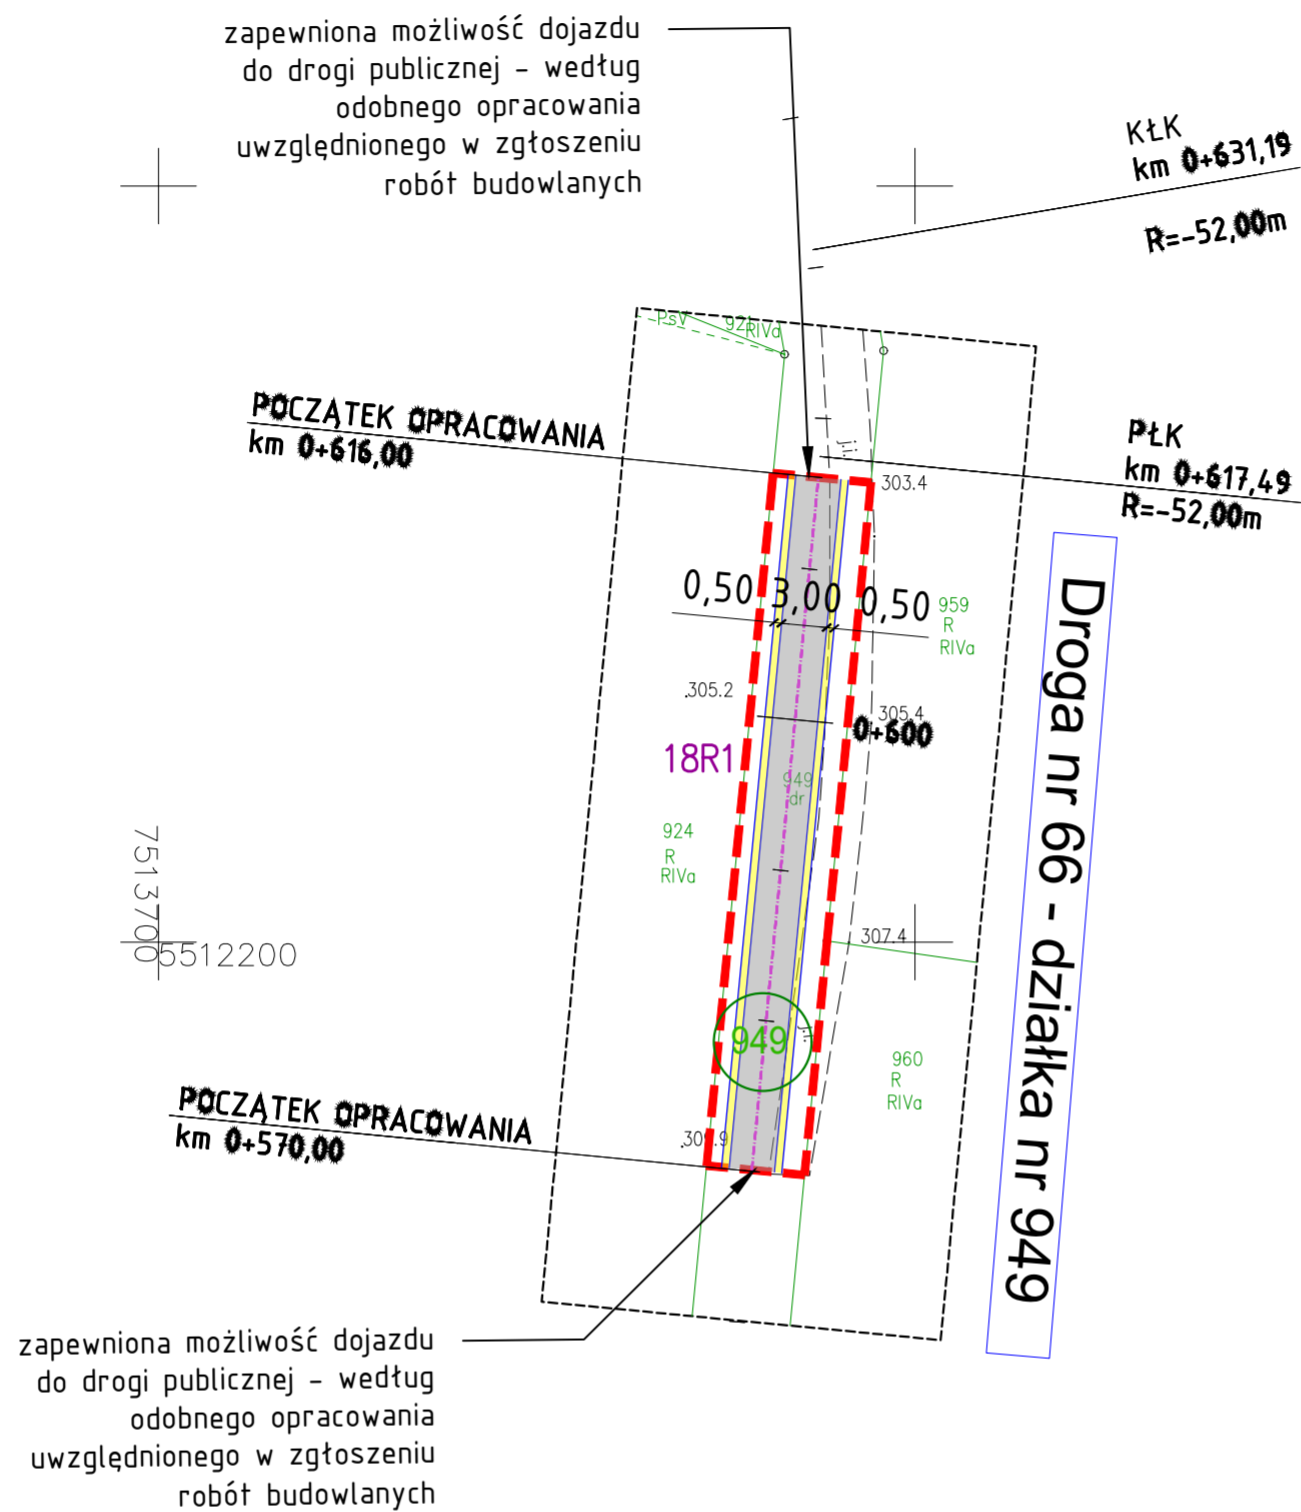 zapewniona możliwość dojazdu
do drogi publicznej – według
odobnego opracowania
uwzględnionego w zgłoszeniu
robót budowlanych
KŁK
km 0+631,19
R=-52,00m
PsV
RIVa
POCZĄTEK OPRACOWANIA
km 0+616,00
j.i.
PŁK
km 0+617,49
R=-52,00m
303.4
0,50 3,00 0,50
959
R
RIVa
.305.2
305.4
0+600
18R1
949
dr
924
R
RIVa
Droga nr 66 - działka nr 949
7513700
5512200
307.4
949
j.i.
960
R
RIVa
POCZĄTEK OPRACOWANIA
km 0+570,00
zapewniona możliwość dojazdu
do drogi publicznej – według
odobnego opracowania
uwzględnionego w zgłoszeniu
robót budowlanych